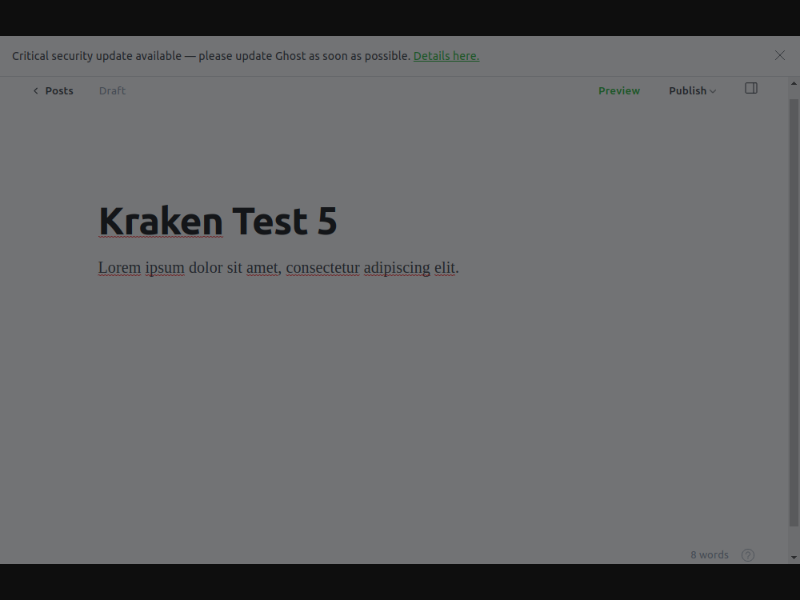 Critical security update available — please update Ghost as soon as possible. Details here.
Posts Draft Preview Publish
Kraken Test 5
Lorem ipsum dolor sit amet, consectetur adipiscing elit.
8 words ?